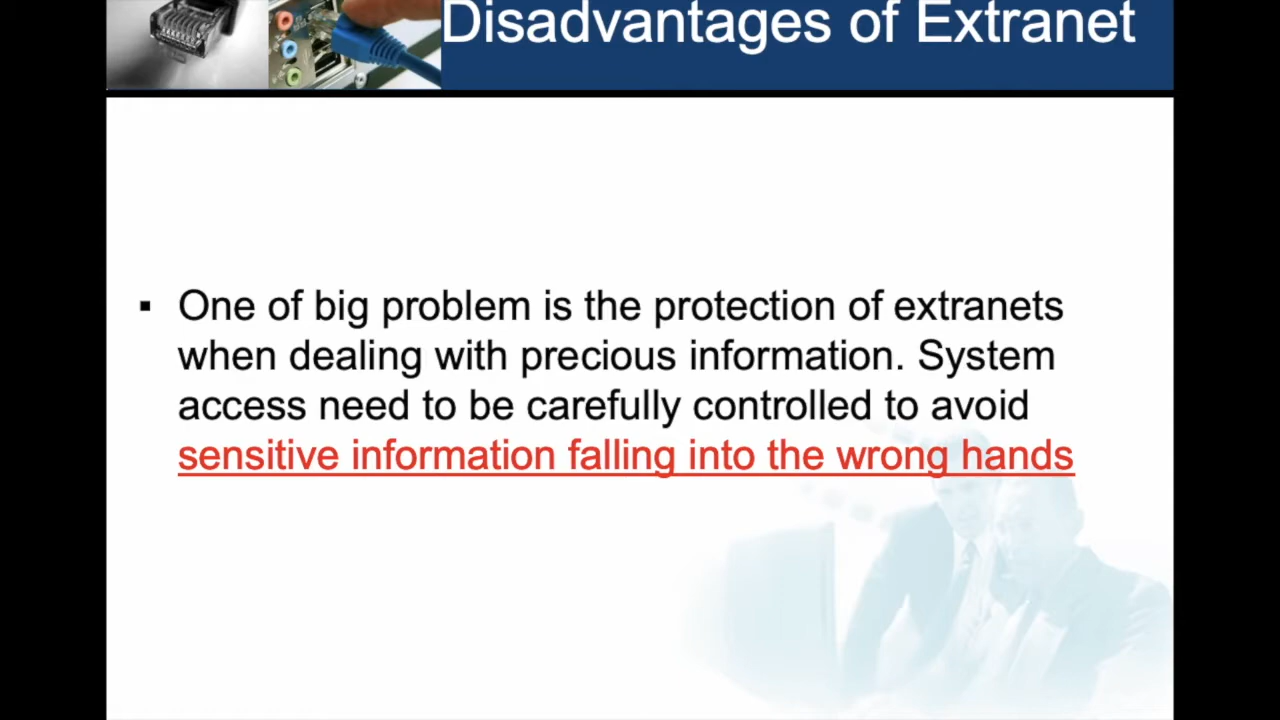 Disadvantages of Extranet
▪ One of big problem is the protection of extranets
when dealing with precious information. System
access need to be carefully controlled to avoid
sensitive information falling into the wrong hands